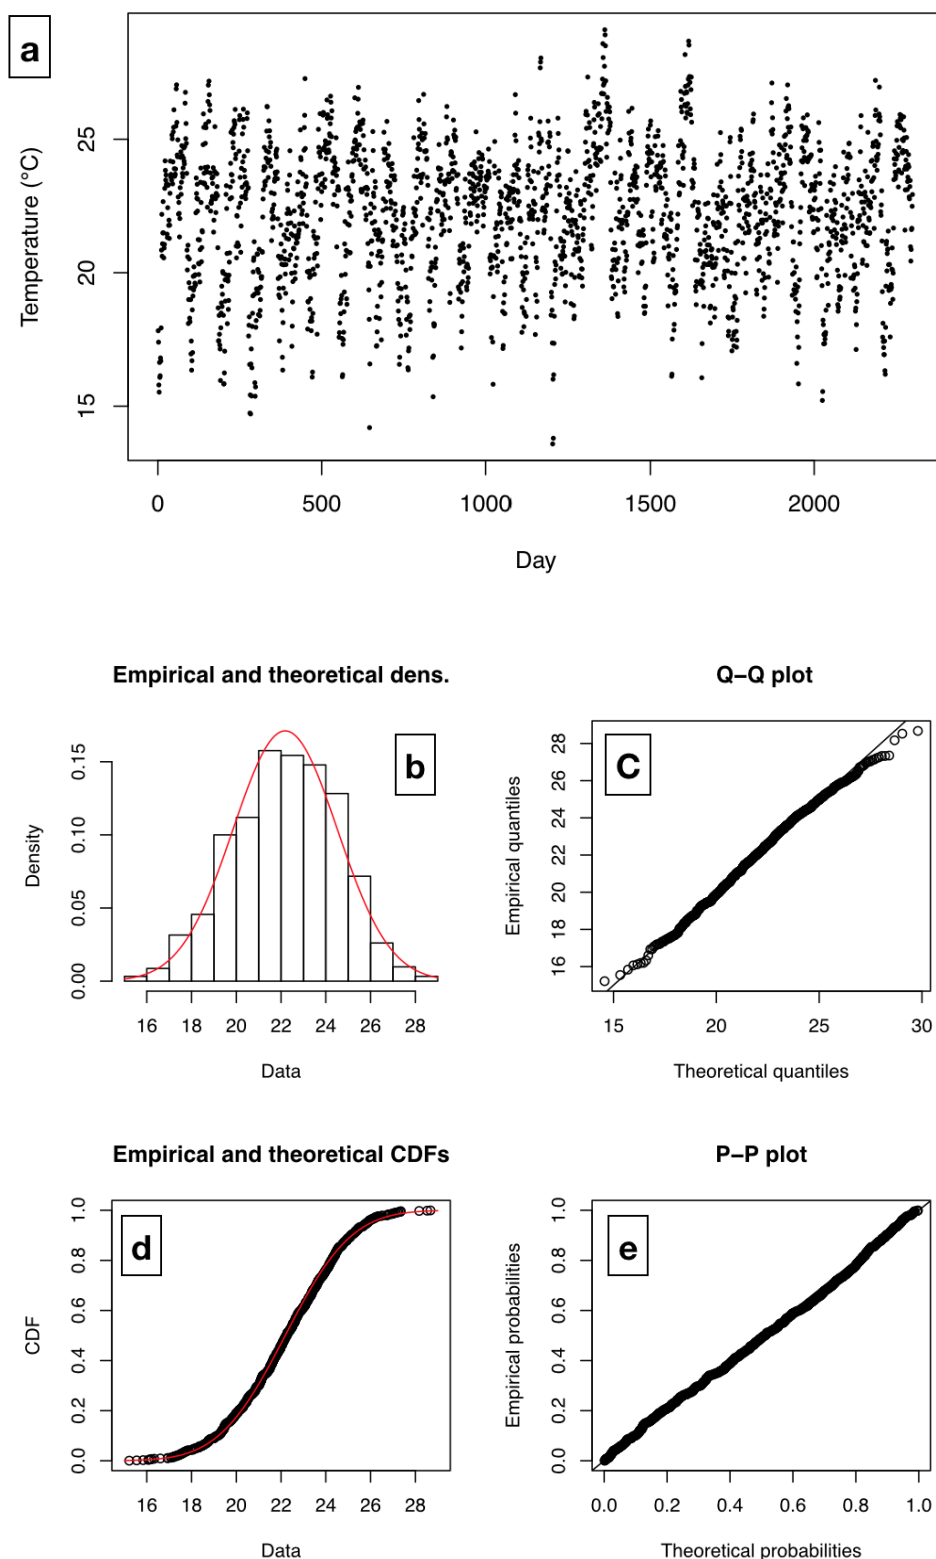 a
Temperature (°C)
25
20
15
0 500 1000 1500 2000
Day
Empirical and theoretical dens.
b
Density
0.15
0.10
0.05
0.00
16 18 20 22 24 26 28
Data
Q–Q plot
C
Empirical quantiles
28
26
24
22
20
18
16
15 20 25 30
Theoretical quantiles
Empirical and theoretical CDFs
d
CDF
1.0
0.8
0.6
0.4
0.2
0.0
16 18 20 22 24 26 28
Data
P–P plot
e
Empirical probabilities
1.0
0.8
0.6
0.4
0.2
0.0
0.0 0.2 0.4 0.6 0.8 1.0
Theoretical probabilities